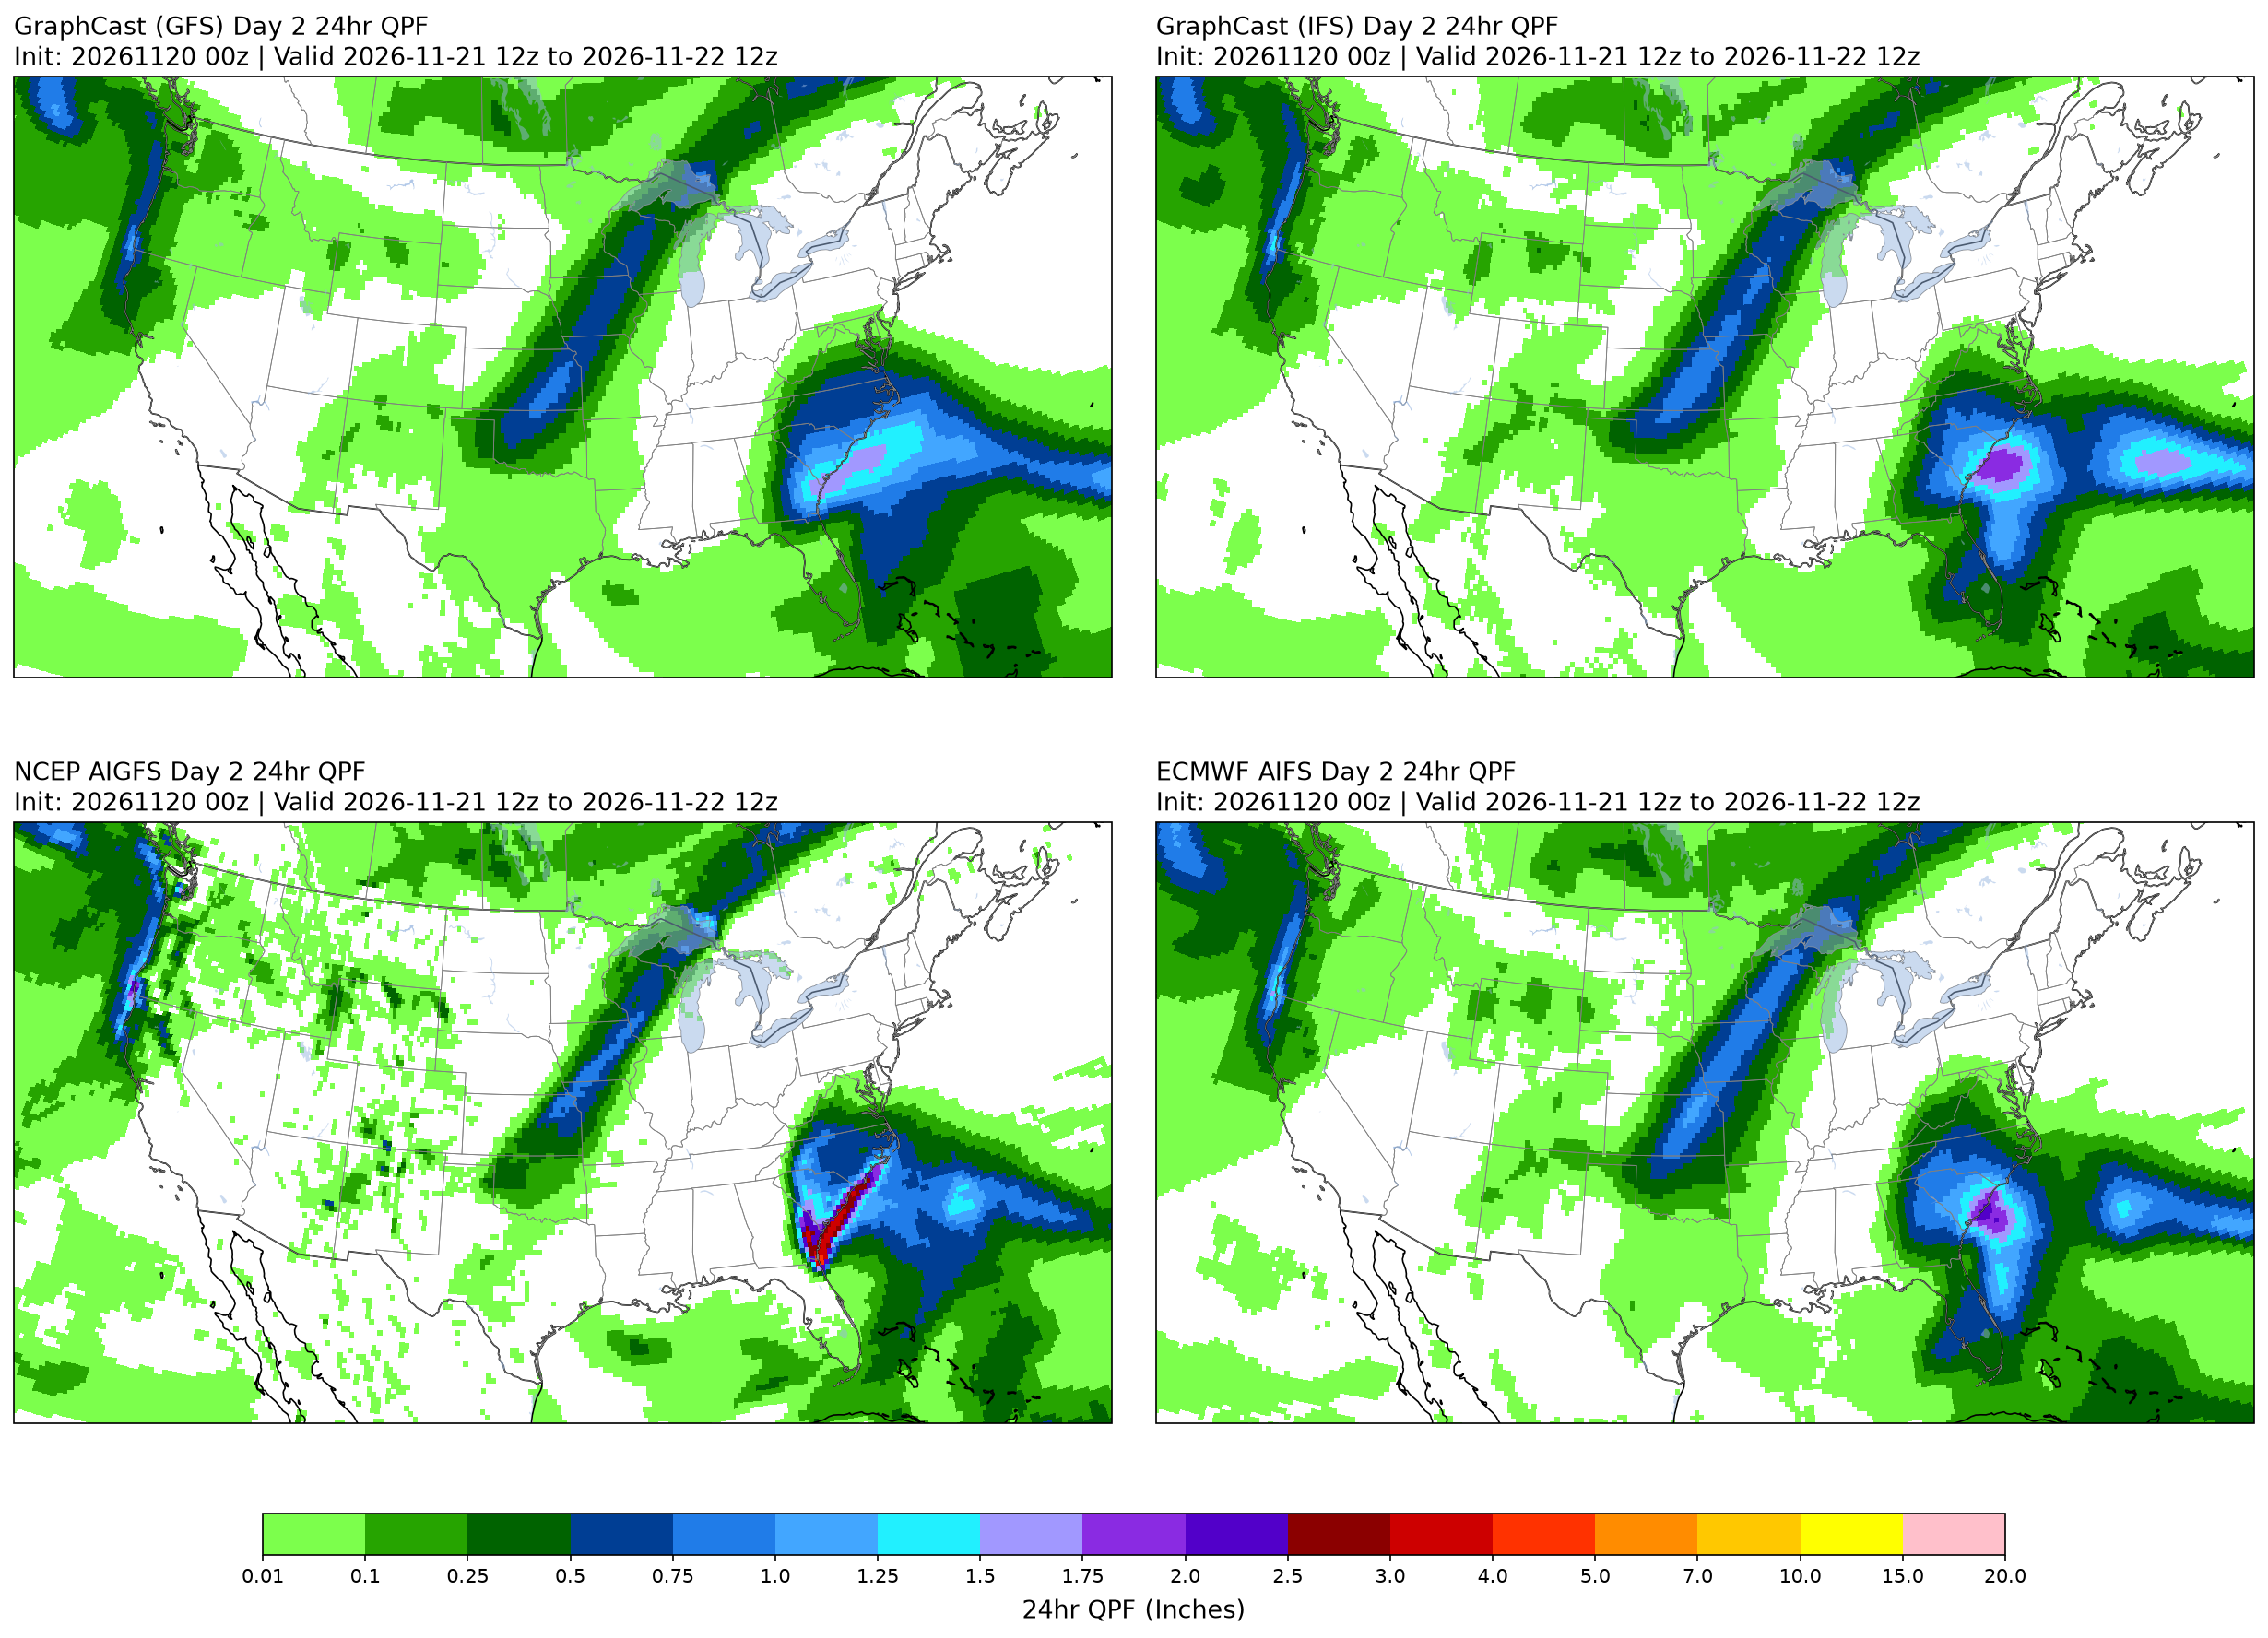 GraphCast (GFS) Day 2 24hr QPF
Init: 20261120 00z | Valid 2026-11-21 12z to 2026-11-22 12z
GraphCast (IFS) Day 2 24hr QPF
Init: 20261120 00z | Valid 2026-11-21 12z to 2026-11-22 12z
NCEP AIGFS Day 2 24hr QPF
Init: 20261120 00z | Valid 2026-11-21 12z to 2026-11-22 12z
ECMWF AIFS Day 2 24hr QPF
Init: 20261120 00z | Valid 2026-11-21 12z to 2026-11-22 12z
0.01 0.1 0.25 0.5 0.75 1.0 1.25 1.5 1.75 2.0 2.5 3.0 4.0 5.0 7.0 10.0 15.0 20.0
24hr QPF (Inches)